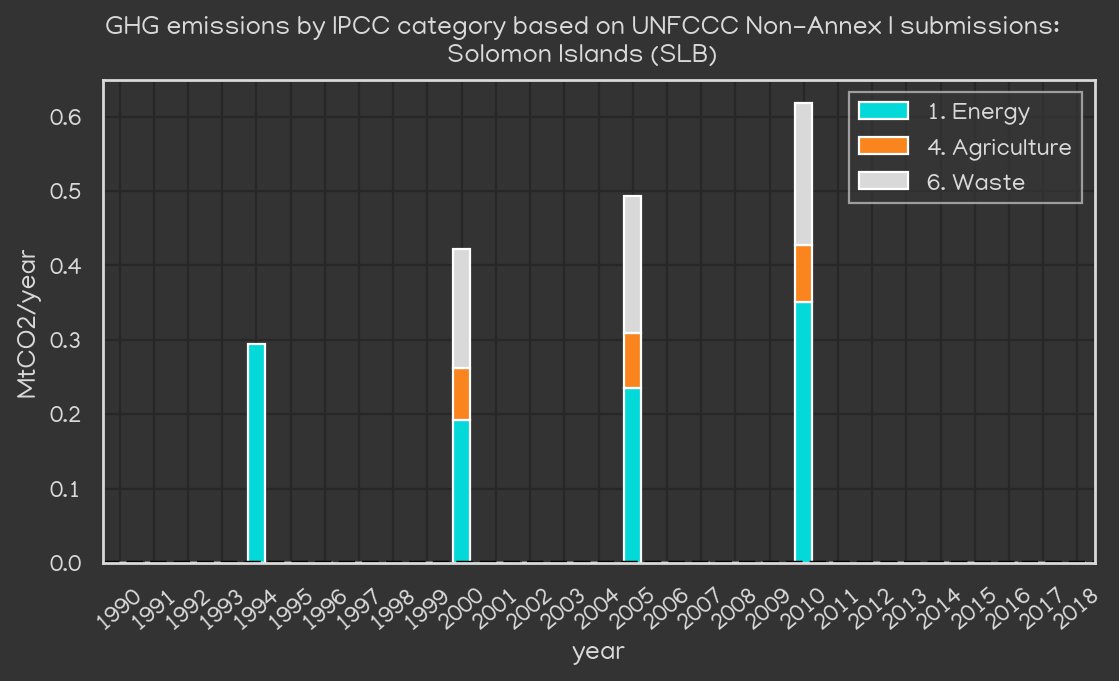 GHG emissions by IPCC category based on UNFCCC Non-Annex I submissions:
Solomon Islands (SLB)
1. Energy
4. Agriculture
6. Waste
MtCO2/year
0.6
0.5
0.4
0.3
0.2
0.1
0.0
1990 1991 1992 1993 1994 1995 1996 1997 1998 1999 2000 2001 2002 2003 2004 2005 2006 2007 2008 2009 2010 2011 2012 2013 2014 2015 2016 2017 2018
year